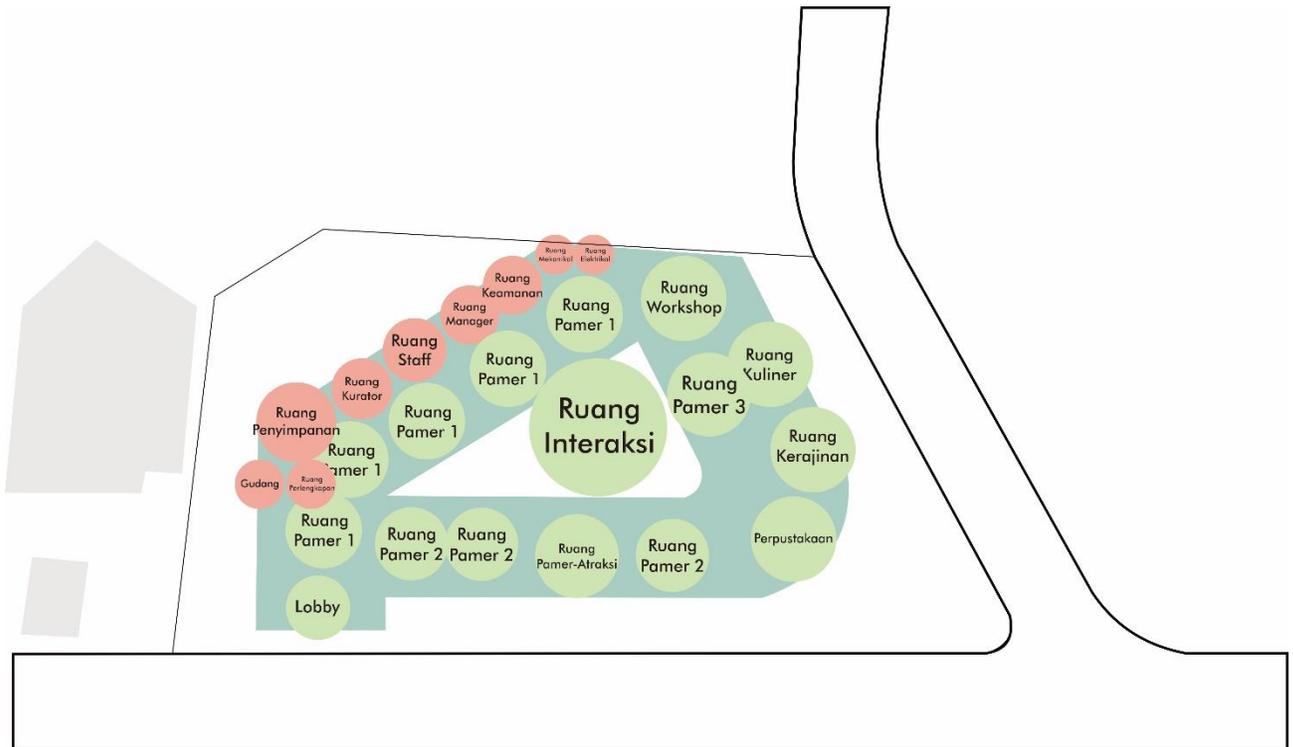 Ruang
Mekanikal
Ruang
Elektrikal
Ruang
Keamanan
Ruang
Workshop
Ruang
Manager
Ruang
Pamer 1
Ruang
Staff
Ruang
Pamer 1
Ruang
Kuliner
Ruang
Pamer 3
Ruang
Kurator
Ruang
Pamer 1
Ruang
Interaksi
Ruang
Penyimpanan
Ruang
Pamer 1
Ruang
Kerajinan
Gudang
Ruang
Perlengkapan
Ruang
Pamer 1
Ruang
Pamer 2
Ruang
Pamer 2
Ruang
Pamer-Atraksi
Ruang
Pamer 2
Perpustakaan
Lobby